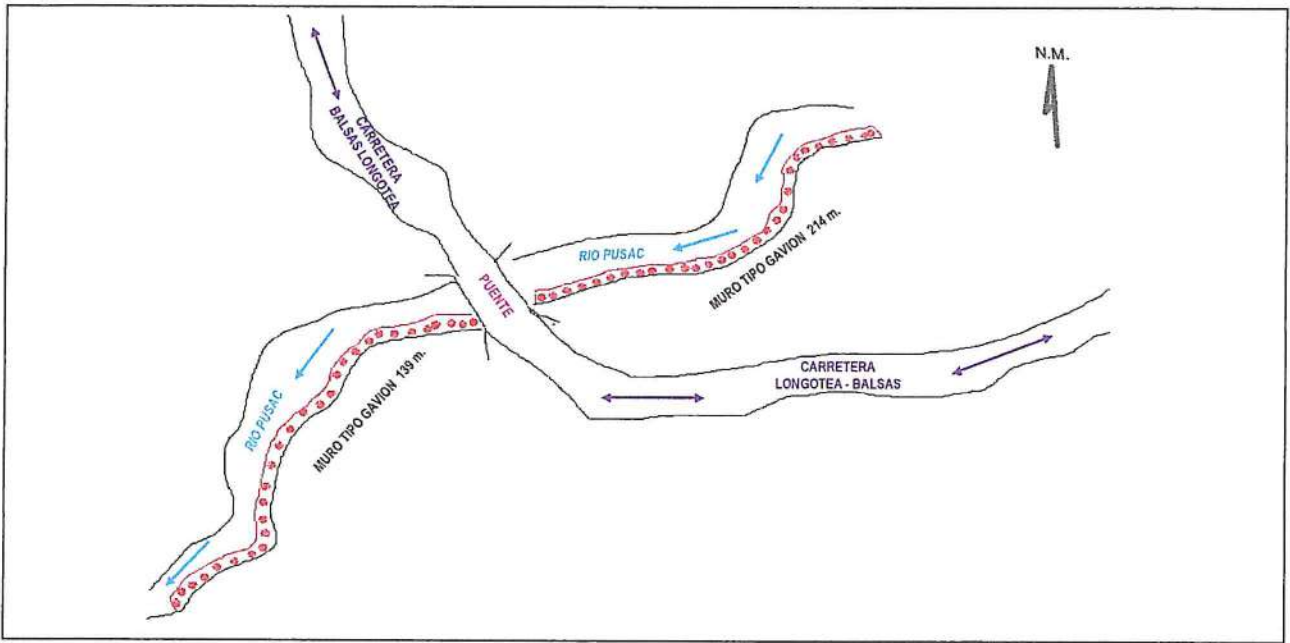 N.M.
CARRETERA
BALSAS LONGOTEA
RIO PUSAC
MURO TIPO GAVION 214 m.
PUENTE
CARRETERA
LONGOTEA - BALSAS
RIO PUSAC
MURO TIPO GAVION 139 m.